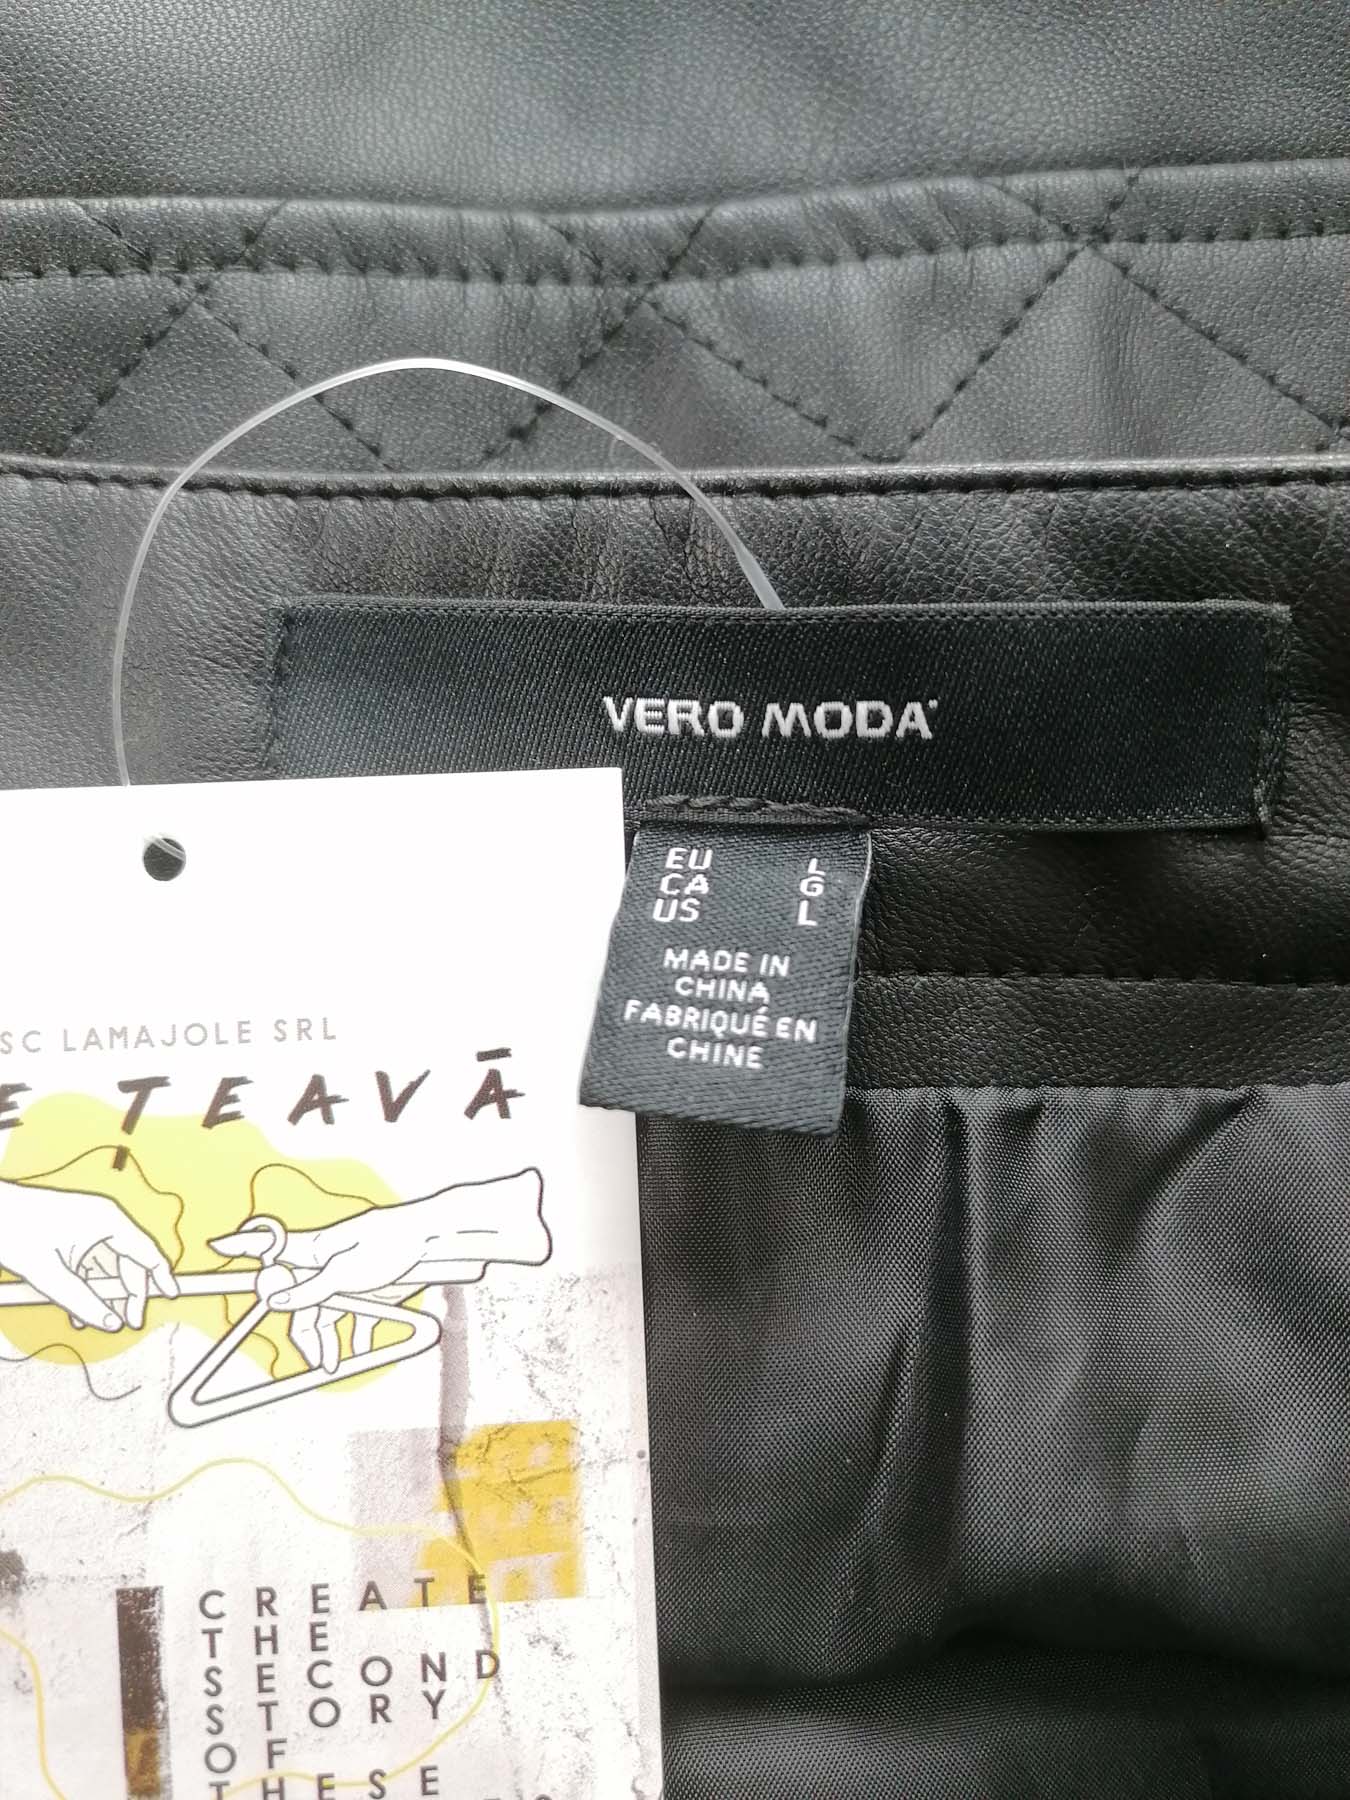 VERO MODA
EU L
CA G
US L
MADE IN
CHINA
FABRIQUÉ EN
CHINE
SC LAMAJOLE SRL
E ȚEAVĂ
CREATE
THE
SECOND
STORY
OF
THESE